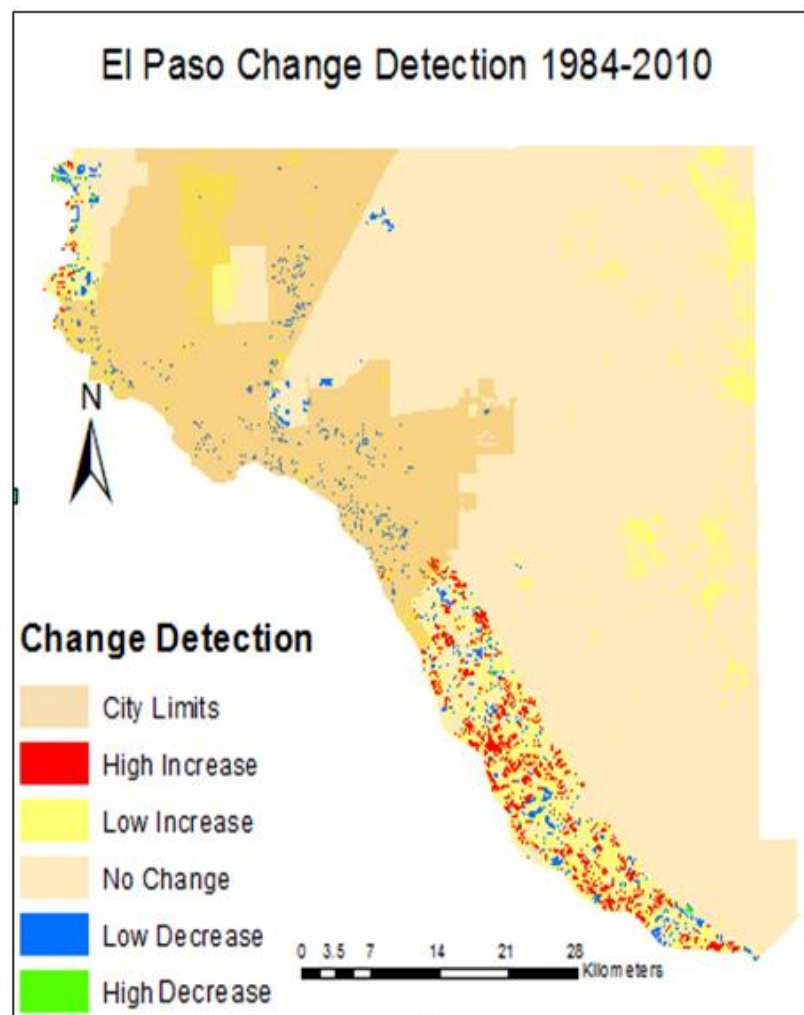 El Paso Change Detection 1984-2010
N
Change Detection
City Limits
High Increase
Low Increase
No Change
Low Decrease
High Decrease
0 3.5 7 14 21 28
Kilometers